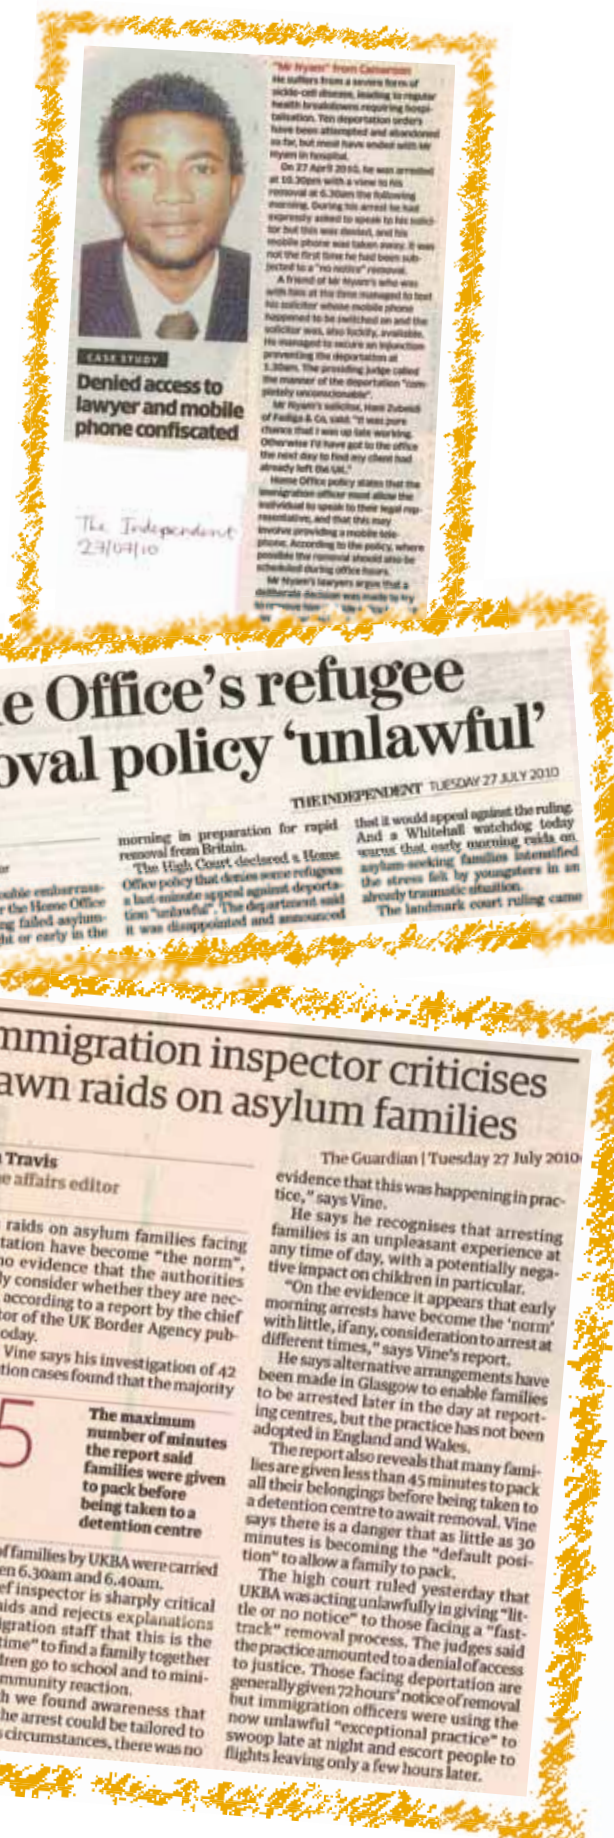 "Mr Nyam" from Cameroon
He suffers from a severe form of
sickle-cell disease, leading to regular
health breakdowns requiring hospi-
talisation. Ten deportation orders
have been attempted and abandoned
so far, but most have ended with Mr
Nyam in hospital.
On 27 April 2010, he was arrested
at 10.30pm with a view to his
removal at 6.30am the following
morning. During his arrest he had
expressly asked to speak to his solici-
tor but this was denied, and his
mobile phone was taken away. It was
not the first time he had been sub-
jected to a "no notice" removal.
A friend of Mr Nyam's who was
with him at the time managed to text
his solicitor whose mobile phone
happened to be switched on and the
solicitor was, also luckily, available.
He managed to secure an injunction
preventing the deportation at
3.30am. The presiding judge called
the manner of the deportation "com-
pletely unconscionable".
Mr Nyam's solicitor, Hani Zubeidi
of Fadiga & Co, said: "It was pure
chance that I was up late working.
Otherwise I'd have got to the office
the next day to find my client had
already left the UK."
Home Office policy states that the
immigration officer must allow the
individual to speak to their legal rep-
resentative, and that this may
involve providing a mobile tele-
phone. According to the policy, where
possible the removal should also be
scheduled during office hours.
Mr Nyam's lawyers argue that a
deliberate decision was made to try
CASE STUDY
Denied access to
lawyer and mobile
phone confiscated
The Independent
27/07/10
e Office's refugee
oval policy 'unlawful'
THE INDEPENDENT TUESDAY 27 JULY 2010
ouble embarrass-
r the Home Office
ng failed asylum-
ht or early in the
morning in preparation for rapid
removal from Britain.
The High Court declared a Home
Office policy that denies some refugees
a last-minute appeal against deporta-
tion "unlawful". The department said
it was disappointed and announced
that it would appeal against the ruling.
And a Whitehall watchdog today
warns that early morning raids on
asylum-seeking families intensified
the stress felt by youngsters in an
already traumatic situation.
The landmark court ruling came
mmigration inspector criticises
awn raids on asylum families
The Guardian | Tuesday 27 July 2010
Travis
e affairs editor
raids on asylum families facing
tation have become "the norm",
no evidence that the authorities
ly consider whether they are nec-
according to a report by the chief
tor of the UK Border Agency pub-
oday.
Vine says his investigation of 42
tion cases found that the majority
5
The maximum
number of minutes
the report said
families were given
to pack before
being taken to a
detention centre
of families by UKBA were carried
en 6.30am and 6.40am.
ef inspector is sharply critical
ids and rejects explanations
igration staff that this is the
time" to find a family together
dren go to school and to mini-
mmunity reaction.
h we found awareness that
he arrest could be tailored to
s circumstances, there was no
evidence that this was happening in prac-
tice," says Vine.
He says he recognises that arresting
families is an unpleasant experience at
any time of day, with a potentially nega-
tive impact on children in particular.
"On the evidence it appears that early
morning arrests have become the 'norm'
with little, if any, consideration to arrest at
different times," says Vine's report.
He says alternative arrangements have
been made in Glasgow to enable families
to be arrested later in the day at report-
ing centres, but the practice has not been
adopted in England and Wales.
The report also reveals that many fami-
lies are given less than 45 minutes to pack
all their belongings before being taken to
a detention centre to await removal. Vine
says there is a danger that as little as 30
minutes is becoming the "default posi-
tion" to allow a family to pack.
The high court ruled yesterday that
UKBA was acting unlawfully in giving "lit-
tle or no notice" to those facing a "fast-
track" removal process. The judges said
the practice amounted to a denial of access
to justice. Those facing deportation are
generally given 72 hours' notice of removal
but immigration officers were using the
now unlawful "exceptional practice" to
swoop late at night and escort people to
flights leaving only a few hours later.